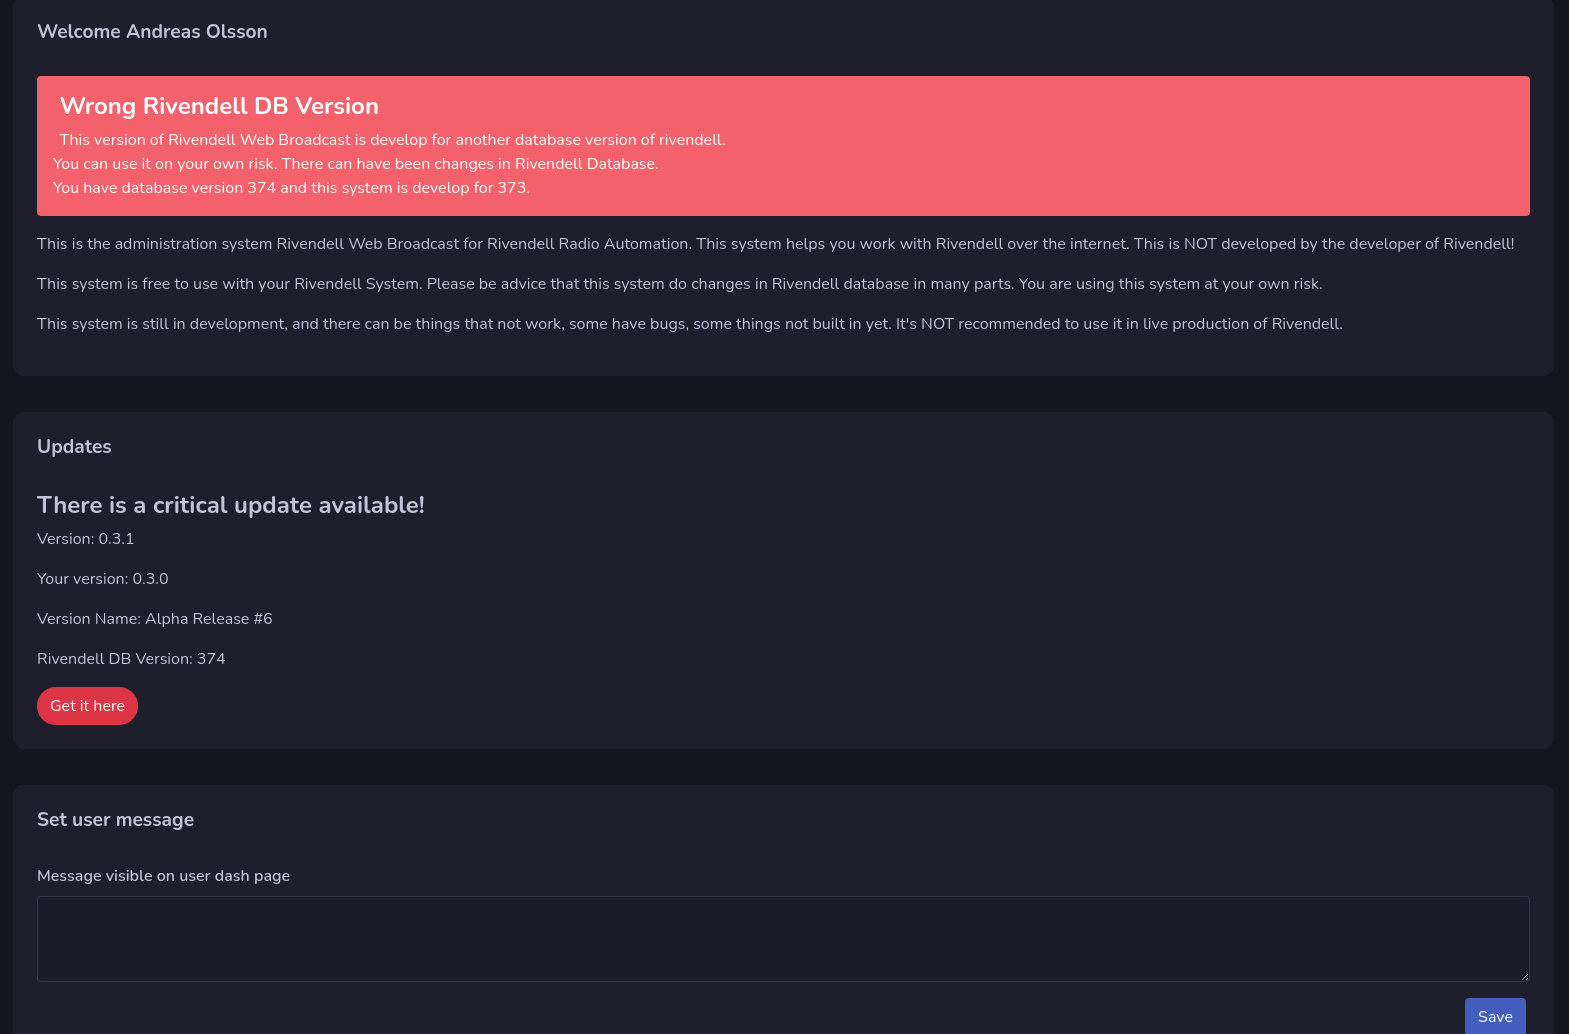 Welcome Andreas Olsson
Wrong Rivendell DB Version
This version of Rivendell Web Broadcast is develop for another database version of rivendell.
You can use it on your own risk. There can have been changes in Rivendell Database.
You have database version 374 and this system is develop for 373.
This is the administration system Rivendell Web Broadcast for Rivendell Radio Automation. This system helps you work with Rivendell over the internet. This is NOT developed by the developer of Rivendell!
This system is free to use with your Rivendell System. Please be advice that this system do changes in Rivendell database in many parts. You are using this system at your own risk.
This system is still in development, and there can be things that not work, some have bugs, some things not built in yet. It's NOT recommended to use it in live production of Rivendell.
Updates
There is a critical update available!
Version: 0.3.1
Your version: 0.3.0
Version Name: Alpha Release #6
Rivendell DB Version: 374
Get it here
Set user message
Message visible on user dash page
Save